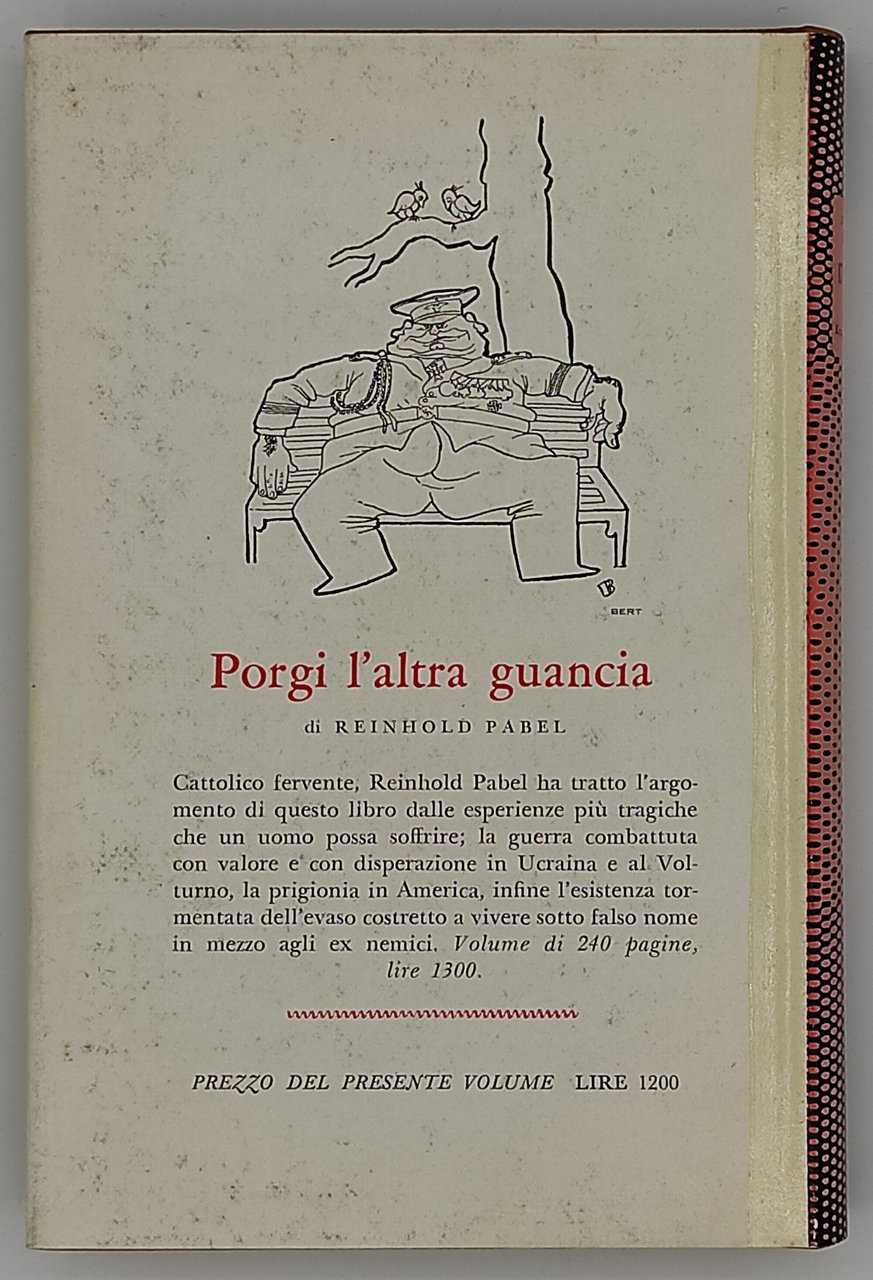 BERT
Porgi l'altra guancia
di REINHOLD PABEL
Cattolico fervente, Reinhold Pabel ha tratto l'argo-
mento di questo libro dalle esperienze più tragiche
che un uomo possa soffrire; la guerra combattuta
con valore e con disperazione in Ucraina e al Vol-
turno, la prigionia in America, infine l'esistenza tor-
mentata dell'evaso costretto a vivere sotto falso nome
in mezzo agli ex nemici. Volume di 240 pagine,
lire 1300.
PREZZO DEL PRESENTE VOLUME LIRE 1200